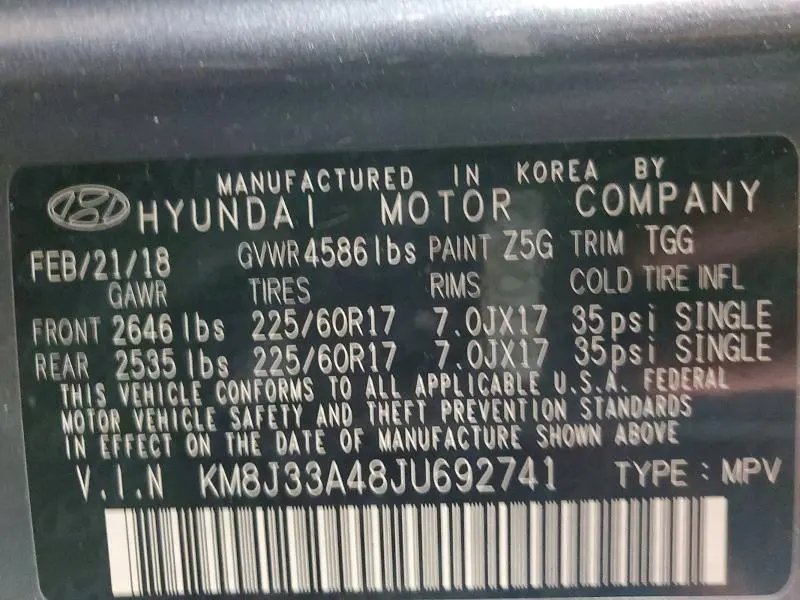 MANUFACTURED IN KOREA BY
HYUNDAI MOTOR COMPANY
FEB/21/18 GVWR 4586 lbs PAINT Z5G TRIM TGG
GAWR TIRES RIMS COLD TIRE INFL
FRONT 2646 lbs 225/60R17 7.0JX17 35psi SINGLE
REAR 2535 lbs 225/60R17 7.0JX17 35psi SINGLE
THIS VEHICLE CONFORMS TO ALL APPLICABLE U.S.A. FEDERAL
MOTOR VEHICLE SAFETY AND THEFT PREVENTION STANDARDS
IN EFFECT ON THE DATE OF MANUFACTURE SHOWN ABOVE
V.I.N KM8J33A48JU692741 TYPE : MPV